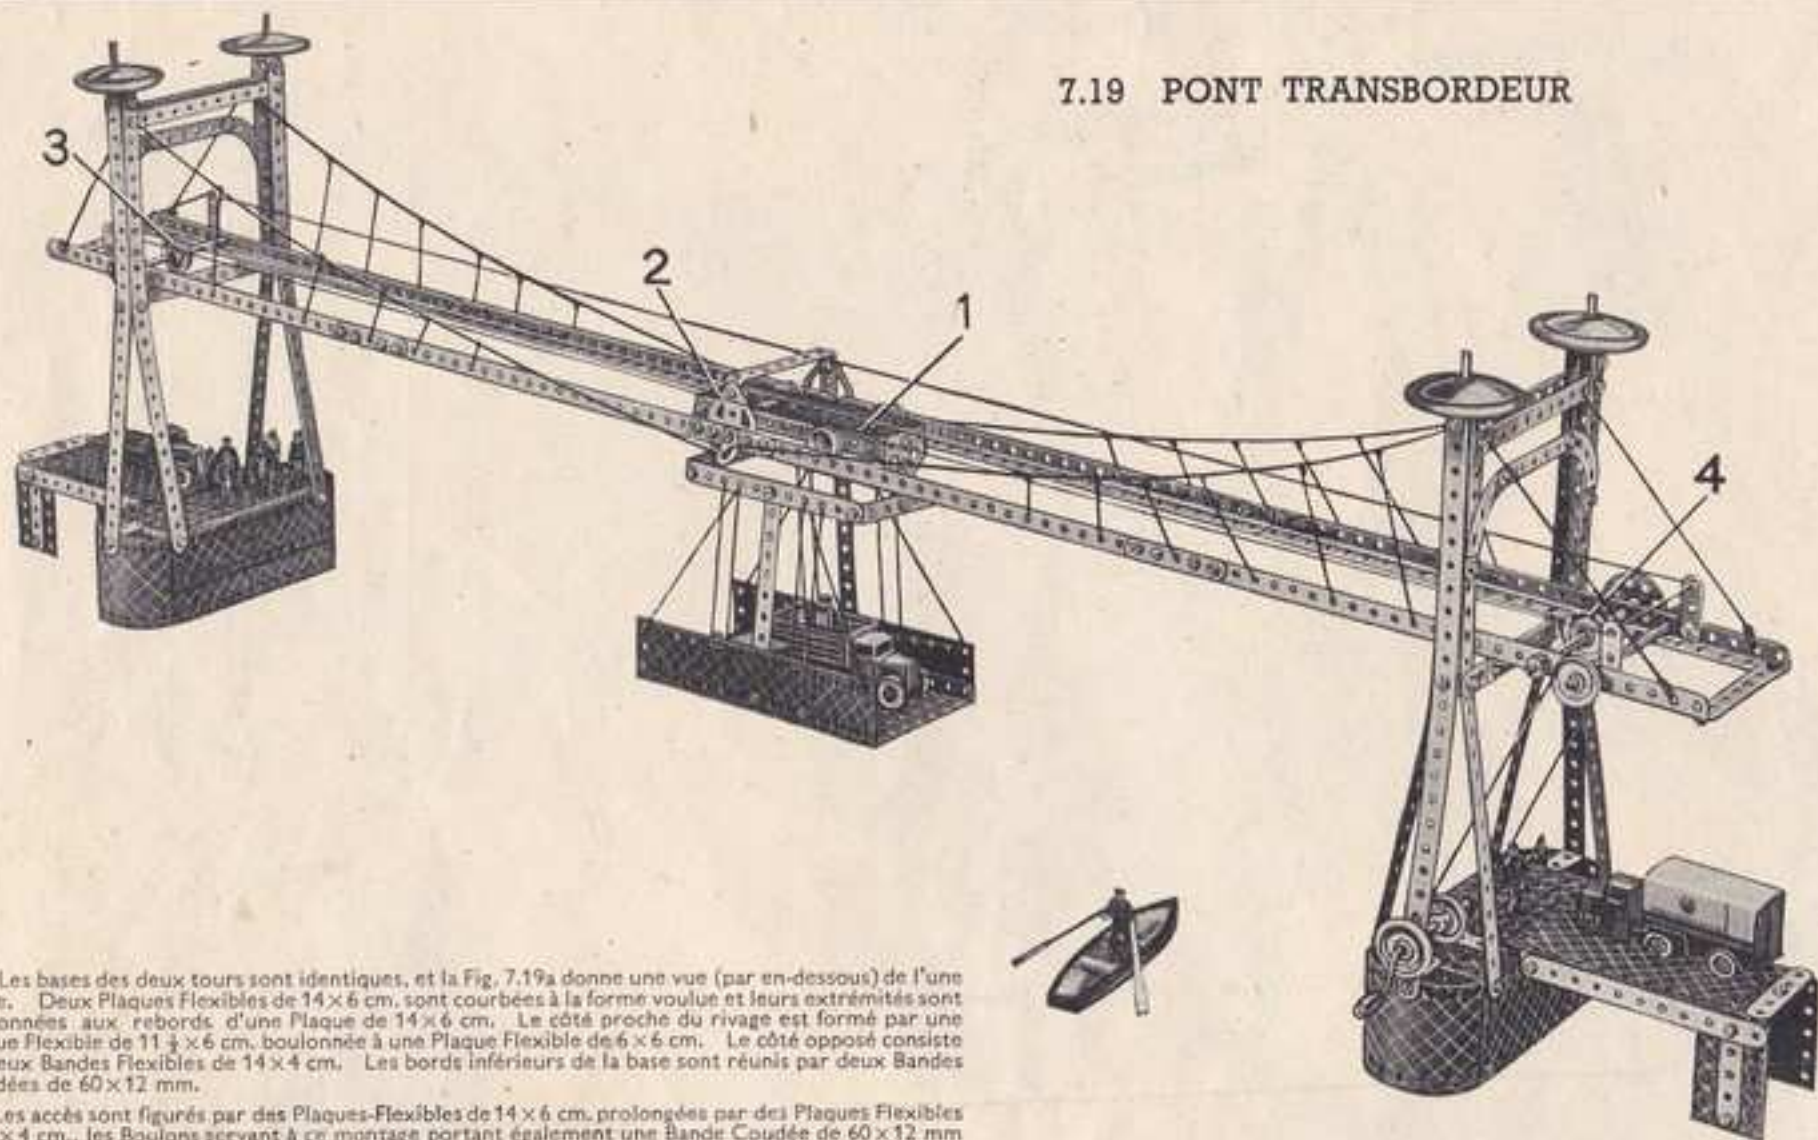 7.19 PONT TRANSBORDEUR
3
2
1
4
Les bases des deux tours sont identiques, et la Fig. 7.19a donne une vue (par en-dessous) de l'une
e. Deux Plaques Flexibles de 14×6 cm. sont courbées à la forme voulue et leurs extrémités sont
onnées aux rebords d'une Plaque de 14×6 cm. Le côté proche du rivage est formé par une
ue Flexible de 11 ½ × 6 cm. boulonnée à une Plaque Flexible de 6 × 6 cm. Le côté opposé consiste
eux Bandes Flexibles de 14×4 cm. Les bords inférieurs de la base sont réunis par deux Bandes
dées de 60×12 mm.
Les accès sont figurés par des Plaques-Flexibles de 14×6 cm. prolongées par des Plaques Flexibles
×4 cm., les Boulons servant à ce montage portant également une Bande Coudée de 60×12 mm